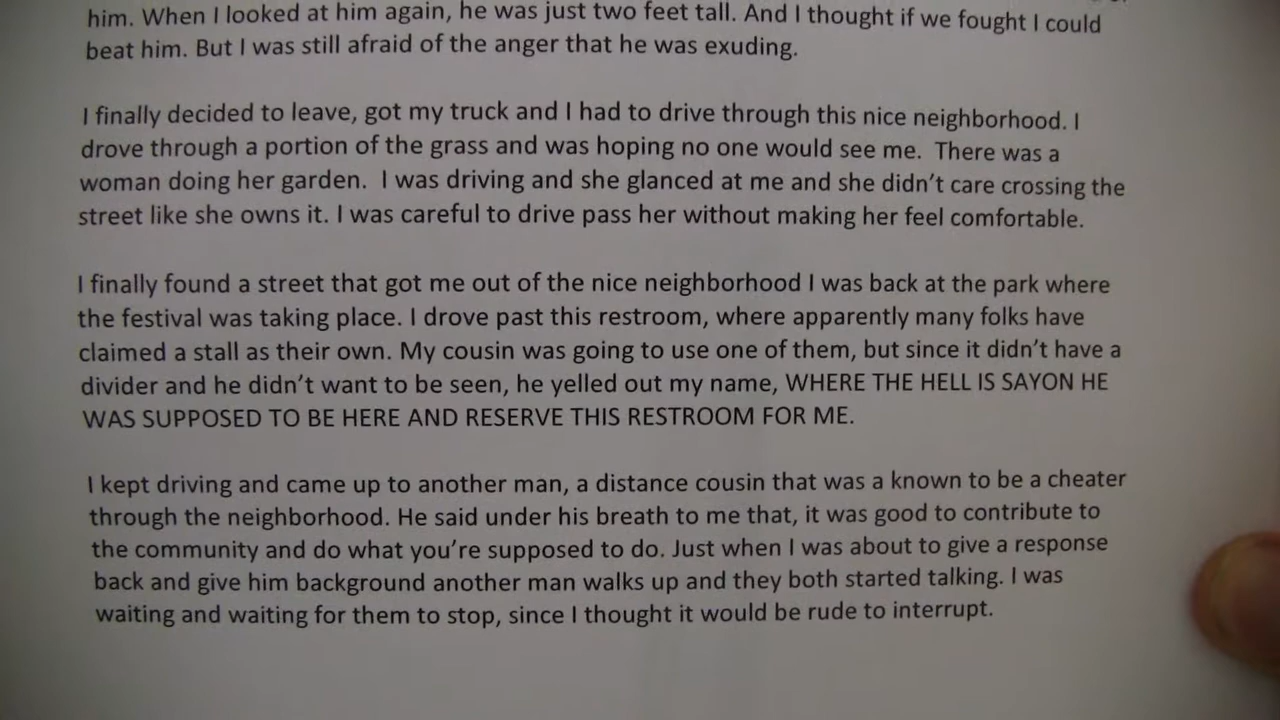 him. When I looked at him again, he was just two feet tall. And I thought if we fought I could
beat him. But I was still afraid of the anger that he was exuding.
I finally decided to leave, got my truck and I had to drive through this nice neighborhood. I
drove through a portion of the grass and was hoping no one would see me.  There was a
woman doing her garden.  I was driving and she glanced at me and she didn't care crossing the
street like she owns it. I was careful to drive pass her without making her feel comfortable.
I finally found a street that got me out of the nice neighborhood I was back at the park where
the festival was taking place. I drove past this restroom, where apparently many folks have
claimed a stall as their own. My cousin was going to use one of them, but since it didn't have a
divider and he didn't want to be seen, he yelled out my name, WHERE THE HELL IS SAYON HE
WAS SUPPOSED TO BE HERE AND RESERVE THIS RESTROOM FOR ME.
I kept driving and came up to another man, a distance cousin that was a known to be a cheater
through the neighborhood. He said under his breath to me that, it was good to contribute to
the community and do what you're supposed to do. Just when I was about to give a response
back and give him background another man walks up and they both started talking. I was
waiting and waiting for them to stop, since I thought it would be rude to interrupt.